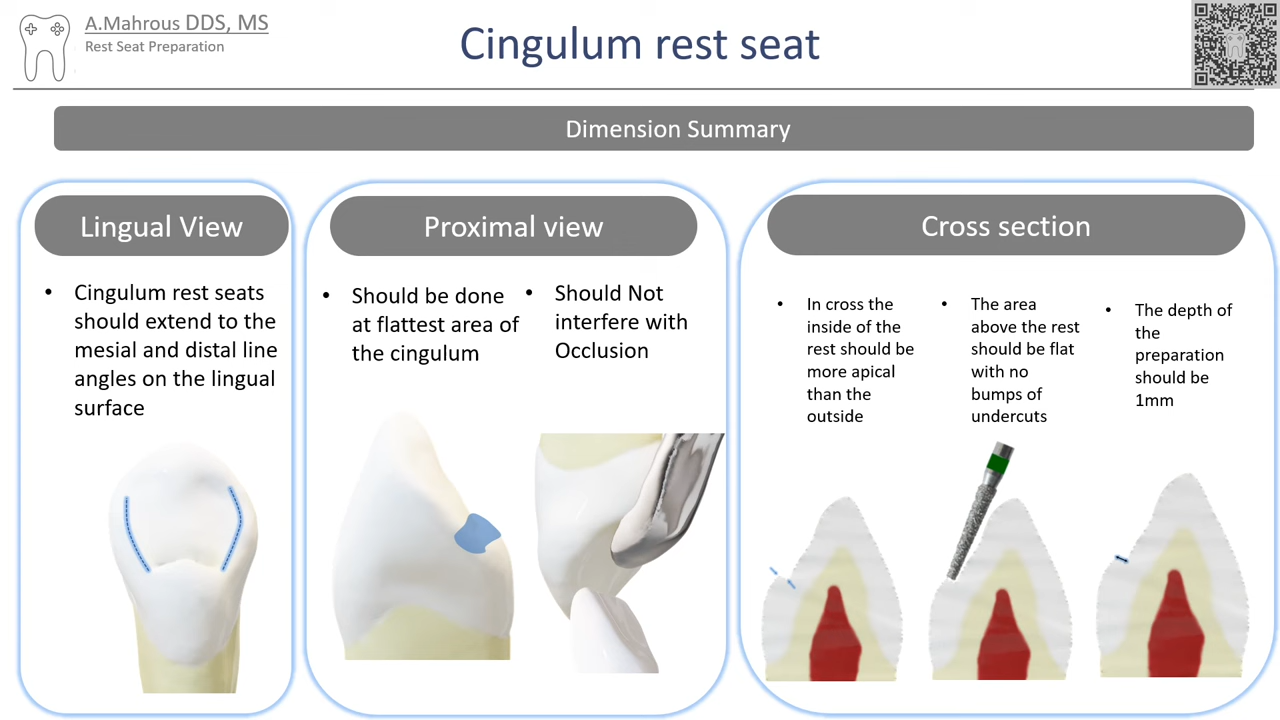 A.Mahrous DDS, MS
Rest Seat Preparation
Cingulum rest seat
Dimension Summary
Lingual View
• Cingulum rest seats
should extend to the
mesial and distal line
angles on the lingual
surface
Proximal view
• Should be done
at flattest area of
the cingulum
• Should Not
interfere with
Occlusion
Cross section
• In cross the
inside of the
rest should be
more apical
than the
outside
• The area
above the rest
should be flat
with no
bumps of
undercuts
• The depth of
the
preparation
should be
1mm